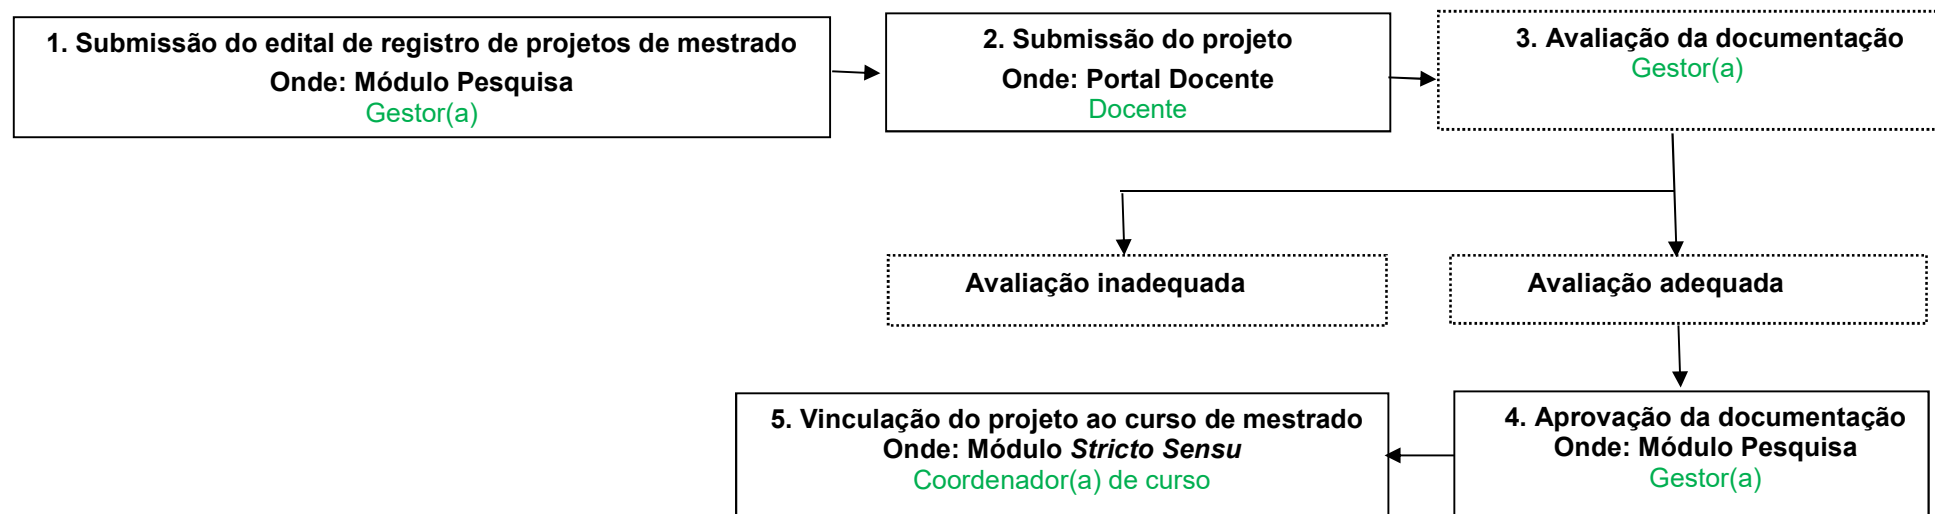 1. Submissão do edital de registro de projetos de mestrado
Onde: Módulo Pesquisa
Gestor(a)
2. Submissão do projeto
Onde: Portal Docente
Docente
3. Avaliação da documentação
Gestor(a)
Avaliação inadequada
Avaliação adequada
5. Vinculação do projeto ao curso de mestrado
Onde: Módulo Stricto Sensu
Coordenador(a) de curso
4. Aprovação da documentação
Onde: Módulo Pesquisa
Gestor(a)